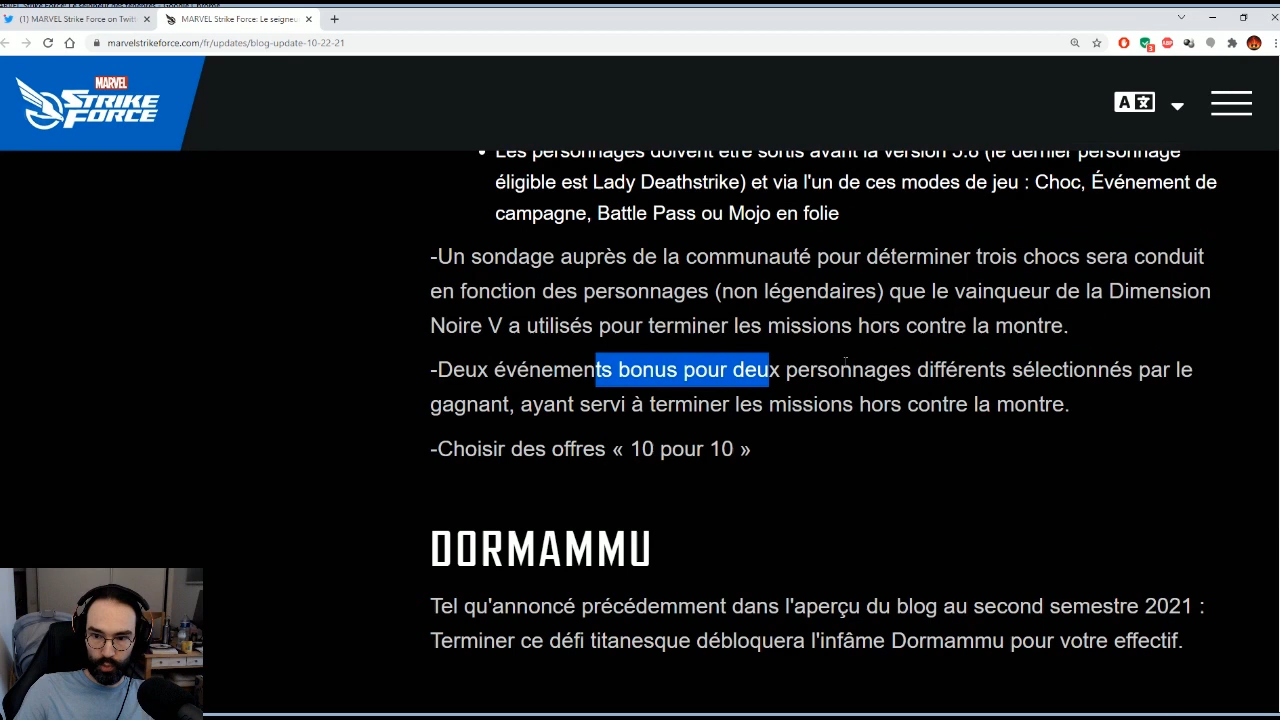 (1) MARVEL Strike Force on Twitt
MARVEL Strike Force: Le seigneu
marvelstrikeforce.com/fr/updates/blog-update-10-22-21
MARVEL
STRIKE
FORCE
A
Les personnages doivent être sortis avant la version 5.8 (le dernier personnage
éligible est Lady Deathstrike) et via l'un de ces modes de jeu : Choc, Événement de
campagne, Battle Pass ou Mojo en folie
-Un sondage auprès de la communauté pour déterminer trois chocs sera conduit
en fonction des personnages (non légendaires) que le vainqueur de la Dimension
Noire V a utilisés pour terminer les missions hors contre la montre.
-Deux événements bonus pour deux personnages différents sélectionnés par le
gagnant, ayant servi à terminer les missions hors contre la montre.
-Choisir des offres « 10 pour 10 »
DORMAMMU
Tel qu'annoncé précédemment dans l'aperçu du blog au second semestre 2021 :
Terminer ce défi titanesque débloquera l'infâme Dormammu pour votre effectif.